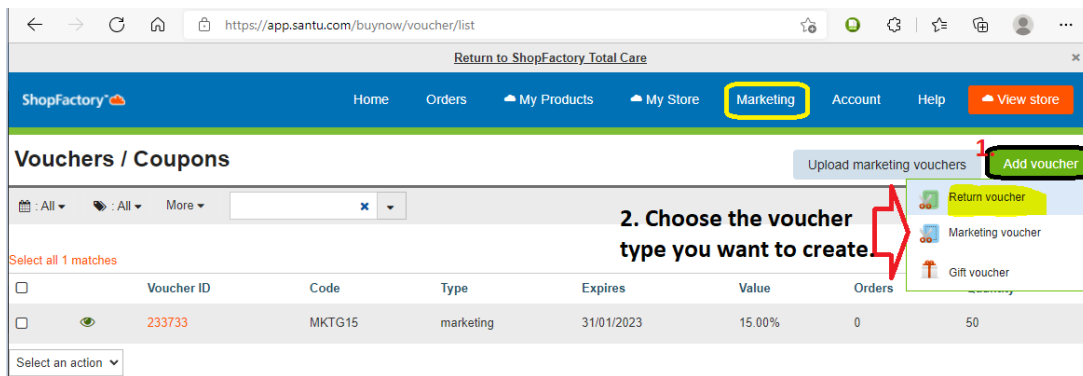 https://app.santu.com/buynow/voucher/list
Return to ShopFactory Total Care
ShopFactory
Home Orders My Products My Store Marketing Account Help View store
Vouchers / Coupons
Upload marketing vouchers
1.
Add voucher
: All : All More
Return voucher
2. Choose the voucher
type you want to create.
Marketing voucher
Gift voucher
Select all 1 matches
Voucher ID Code Type Expires Value Orders Quantity
233733 MKTG15 marketing 31/01/2023 15.00% 0 50
Select an action